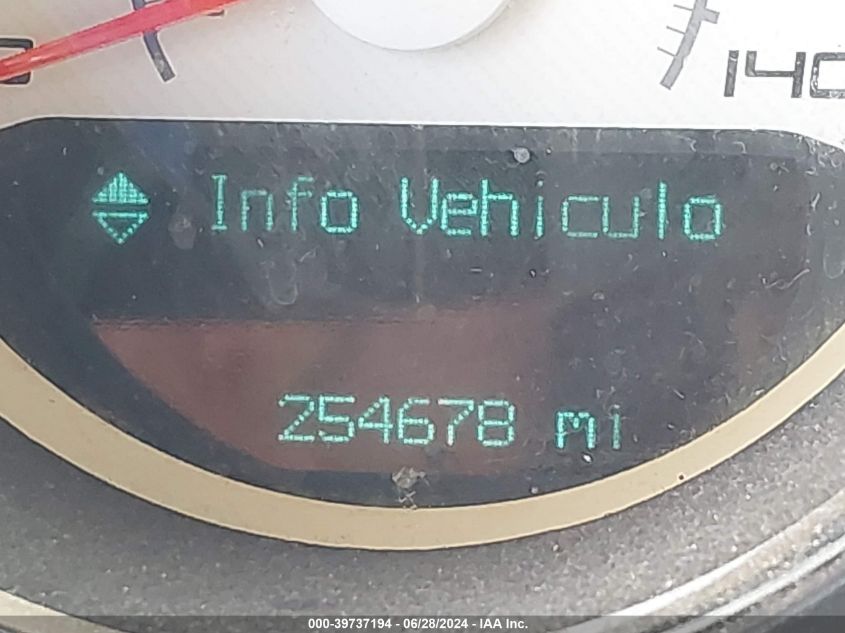 140
Info Vehiculo
254678 mi
000-39737194 - 06/28/2024 - IAA Inc.